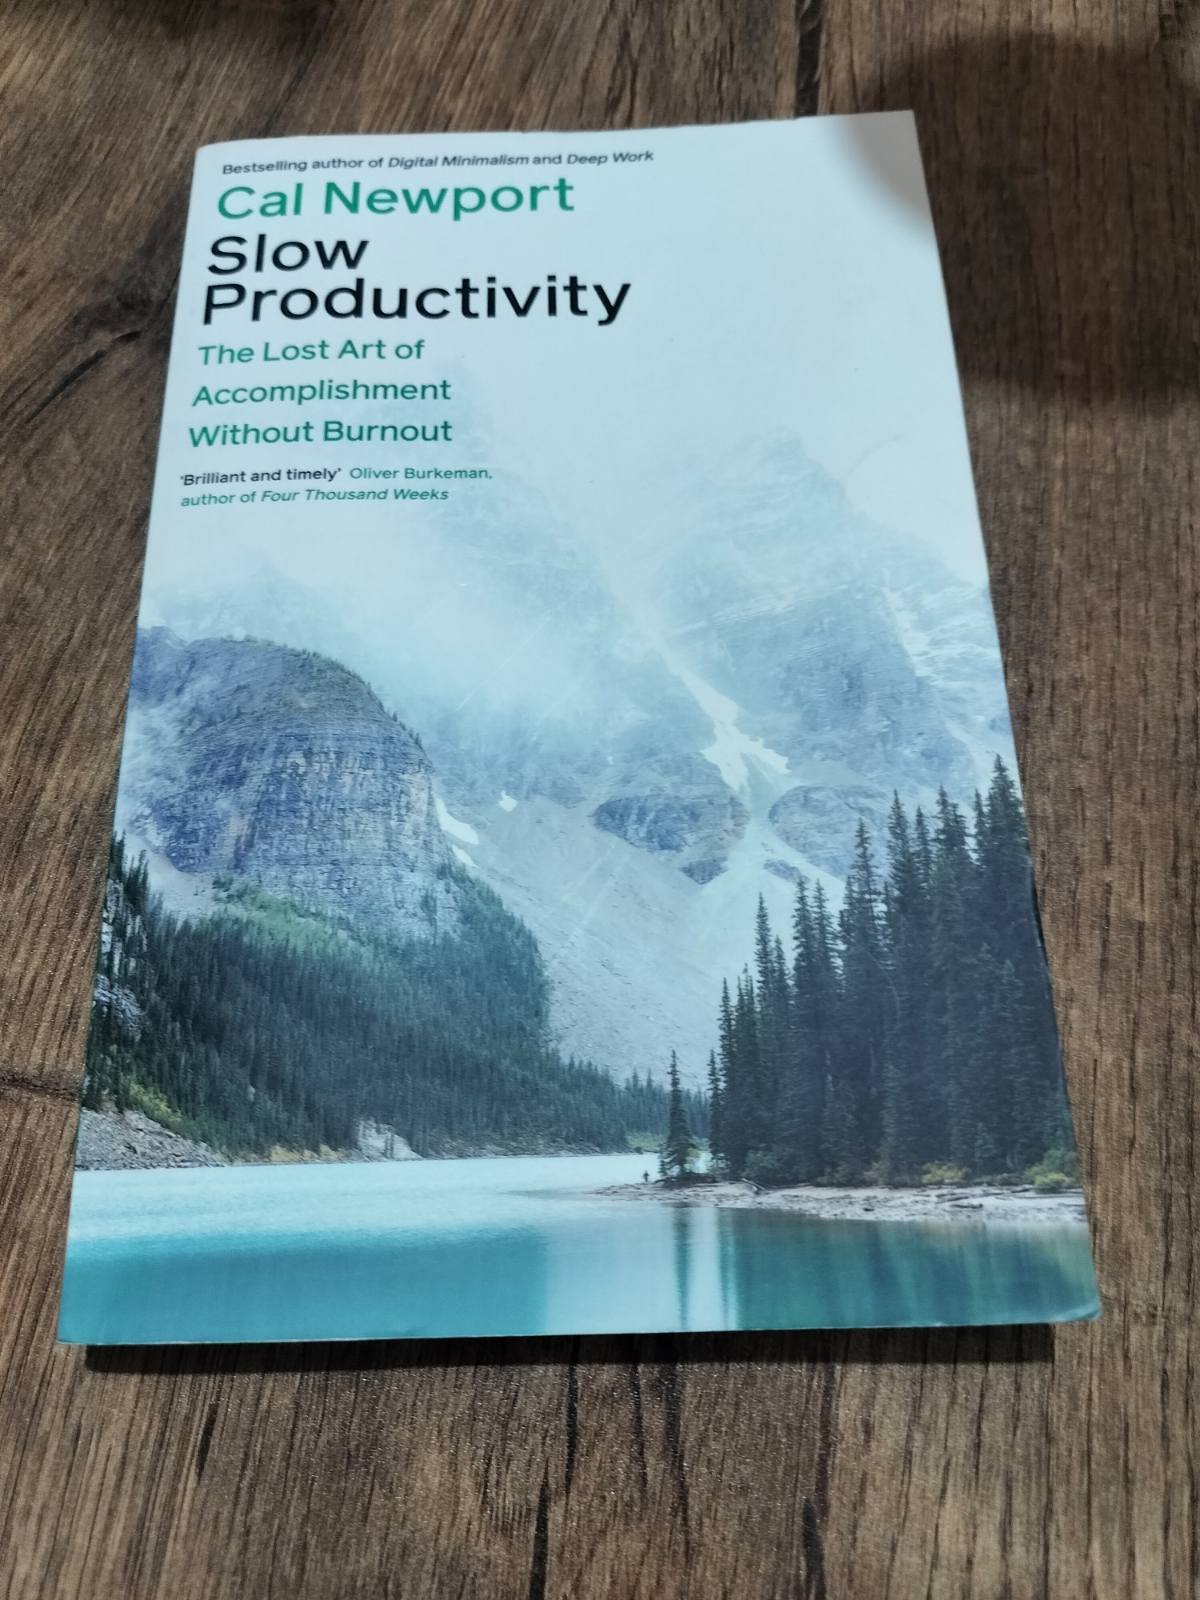 Bestselling author of Digital Minimalism and Deep Work
Cal Newport
Slow
Productivity
The Lost Art of
Accomplishment
Without Burnout
'Brilliant and timely' Oliver Burkeman,
author of Four Thousand Weeks